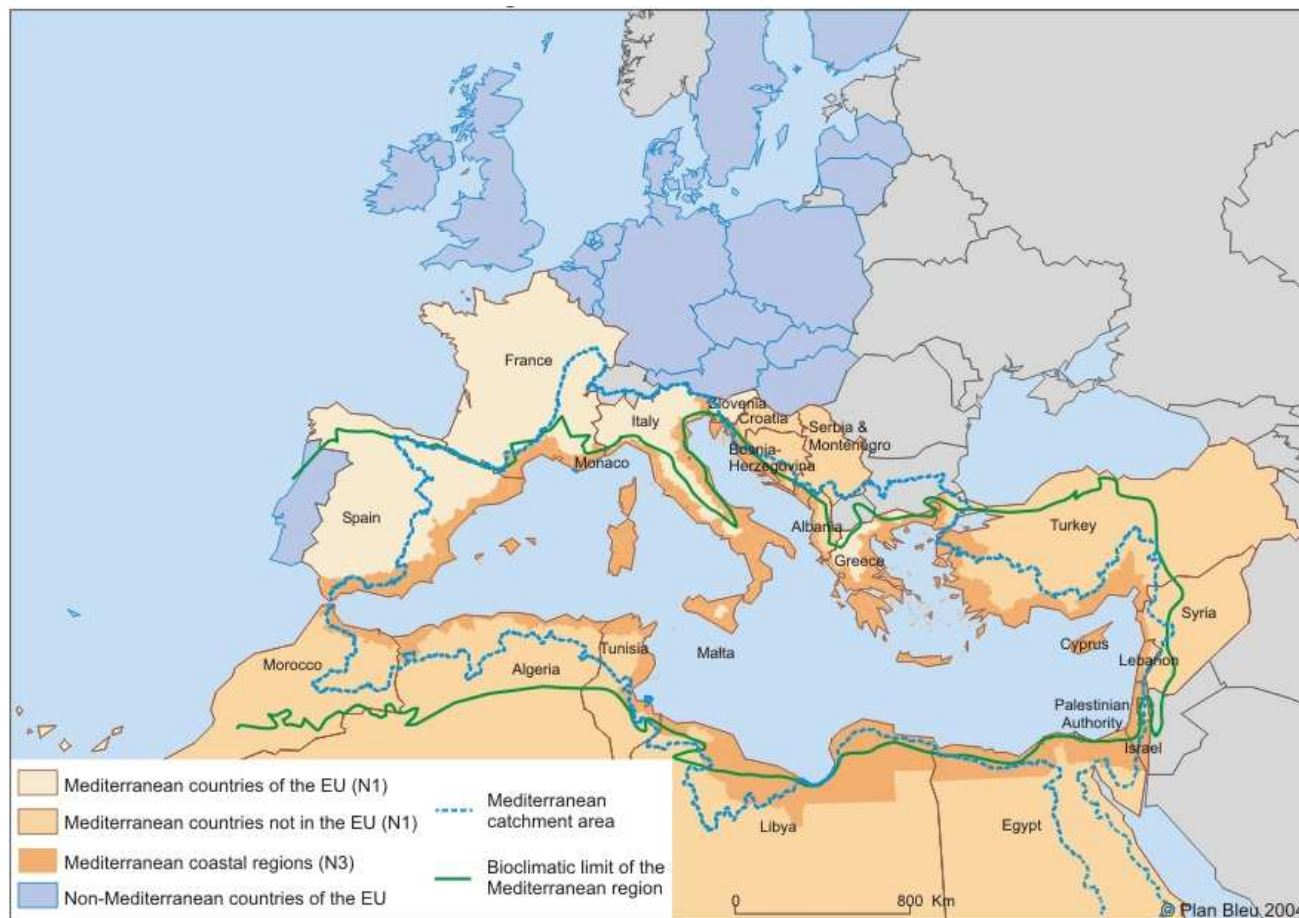 France
Italy
Slovenia
Croatia
Serbia &
Montenegro
Bosnia-
Herzegovina
Monaco
Spain
Albania
Greece
Turkey
Syria
Cyprus
Lebanon
Malta
Tunisia
Algeria
Morocco
Palestinian
Authority
Israel
Libya
Egypt
Mediterranean countries of the EU (N1)
Mediterranean countries not in the EU (N1)
Mediterranean coastal regions (N3)
Non-Mediterranean countries of the EU
Mediterranean
catchment area
Bioclimatic limit of the
Mediterranean region
0 800 Km
© Plan Bleu 2004